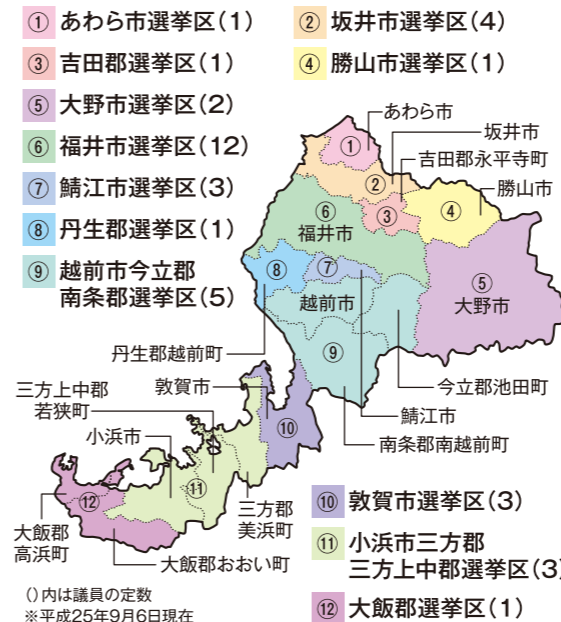 ① あわら市選挙区(1)
② 坂井市選挙区(4)
③ 吉田郡選挙区(1)
④ 勝山市選挙区(1)
⑤ 大野市選挙区(2)
⑥ 福井市選挙区(12)
⑦ 鯖江市選挙区(3)
⑧ 丹生郡選挙区(1)
⑨ 越前市今立郡
南条郡選挙区(5)
あわら市
坂井市
吉田郡永平寺町
勝山市
①
②
③
④
⑥
福井市
⑤
大野市
⑧
⑦
越前市
⑨
丹生郡越前町
今立郡池田町
鯖江市
南条郡南越前町
敦賀市
三方上中郡
若狭町
小浜市
⑩
⑪
⑫
三方郡
美浜町
大飯郡
高浜町
大飯郡おおい町
⑩ 敦賀市選挙区(3)
⑪ 小浜市三方郡
三方上中郡選挙区(3)
⑫ 大飯郡選挙区(1)
()内は議員の定数
※平成25年9月6日現在